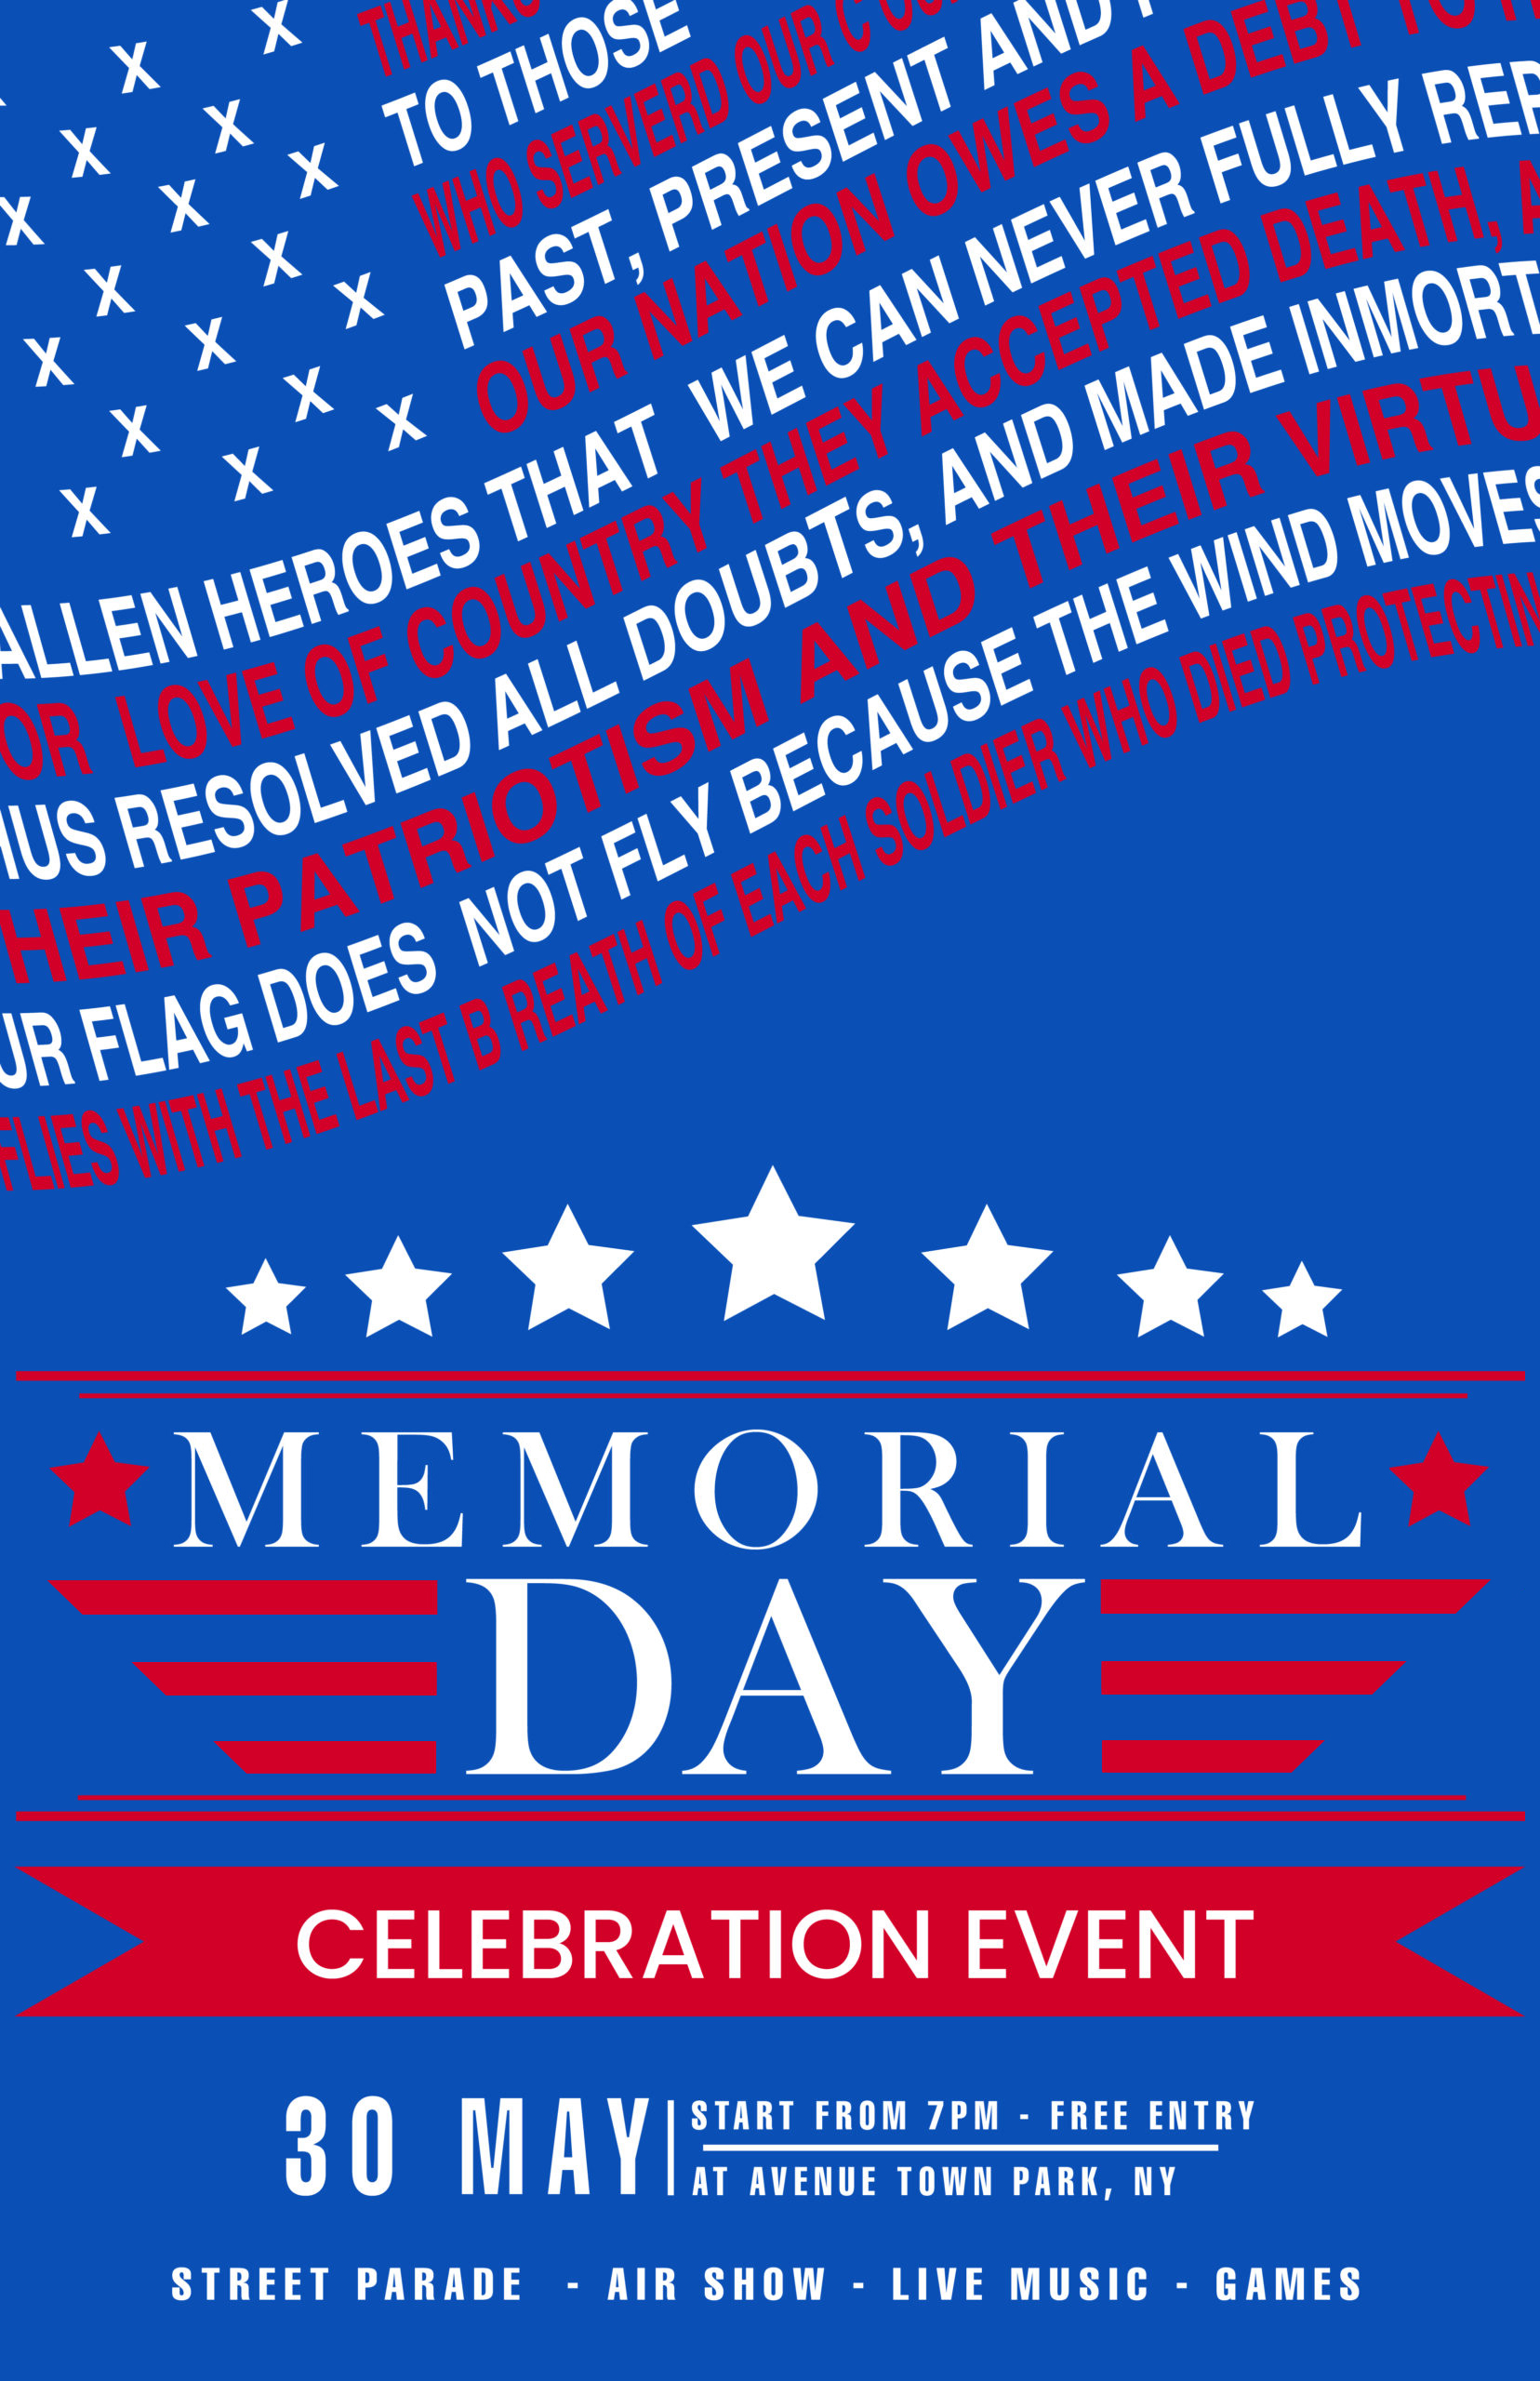 THANKS
TO THOSE
WHO SERVERD OUR C
PAST, PRESENT AND
OUR NATION OWES A DEBT TO
ALLEN HEROES THAT WE CAN NEVER FULLY REP
OR LOVE OF COUNTRY THEY ACCEPTED DEATH, A
US RESOLVED ALL DOUBTS, AND MADE INMORT
HEIR PATRIOTISM AND THEIR VIRTU
UR FLAG DOES NOT FLY BECAUSE THE WIND MOVES
FLIES WITH THE LAST B REATH OF EACH SOLDIER WHO DIED PROTECTIN
MEMORIAL
DAY
CELEBRATION EVENT
30 MAY
START FROM 7PM - FREE ENTRY
AT AVENUE TOWN PARK, NY
STREET PARADE - AIR SHOW - LIVE MUSIC - GAMES